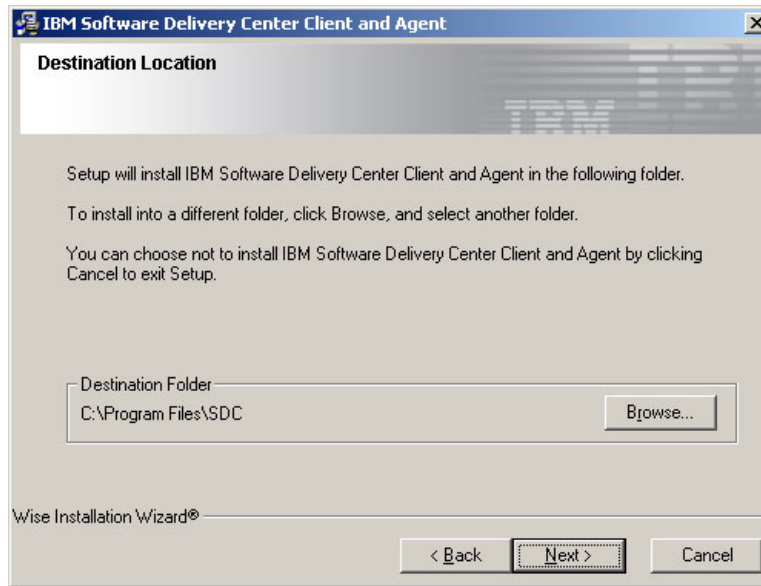 IBM Software Delivery Center Client and Agent
Destination Location
IBM
Setup will install IBM Software Delivery Center Client and Agent in the following folder.
To install into a different folder, click Browse, and select another folder.
You can choose not to install IBM Software Delivery Center Client and Agent by clicking
Cancel to exit Setup.
Destination Folder
C:\Program Files\SDC
Browse...
Wise Installation Wizard®
< Back
Next >
Cancel